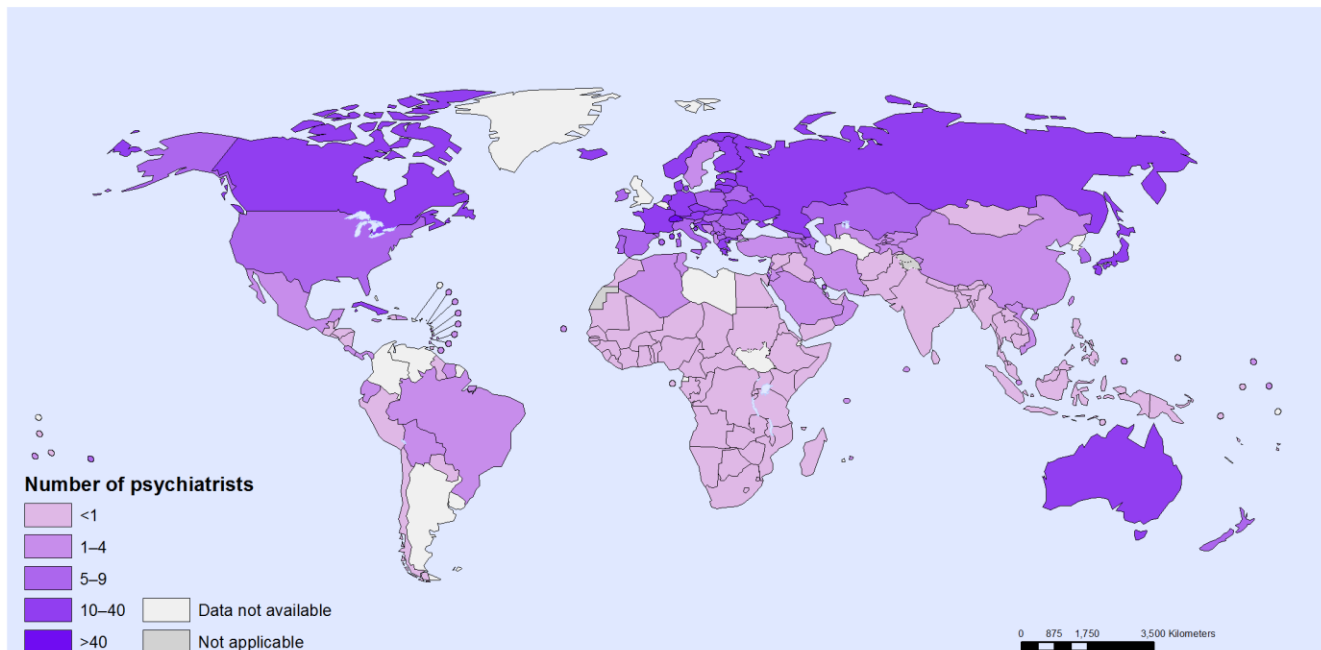 Number of psychiatrists
<1
1–4
5–9
10–40
>40
Data not available
Not applicable
0 875 1,750 3,500 Kilometers